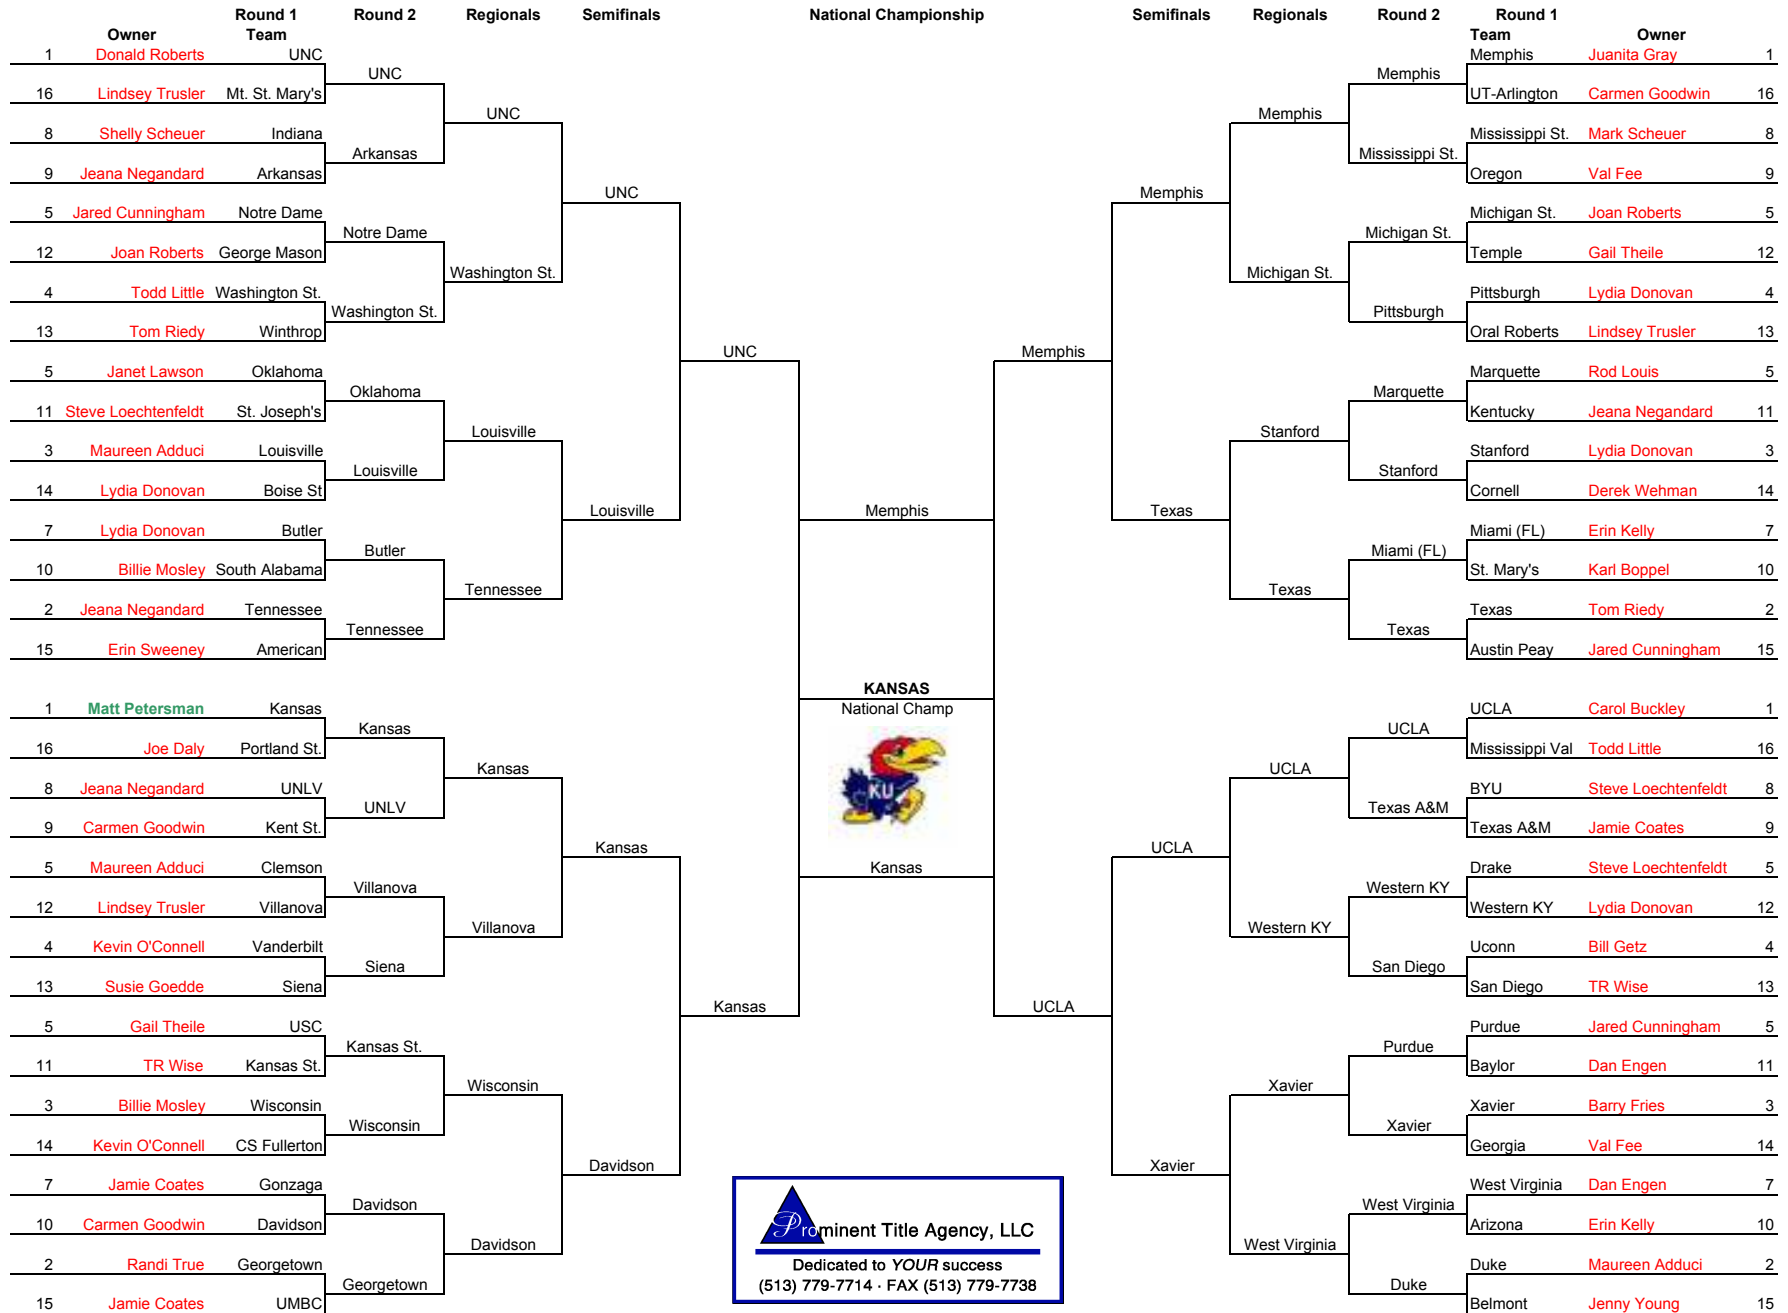 Round 1 Round 2 Regionals Semifinals National Championship Semifinals Regionals Round 2 Round 1
Owner Team Team Owner
1 Donald Roberts UNC Memphis Juanita Gray 1
UNC Memphis
16 Lindsey Trusler Mt. St. Mary's UT-Arlington Carmen Goodwin 16
UNC Memphis
8 Shelly Scheuer Indiana Mississippi St. Mark Scheuer 8
Arkansas Mississippi St.
9 Jeana Negandard Arkansas Oregon Val Fee 9
UNC Memphis
5 Jared Cunningham Notre Dame Michigan St. Joan Roberts 5
Notre Dame Michigan St.
12 Joan Roberts George Mason Temple Gail Theile 12
Washington St. Michigan St.
4 Todd Little Washington St. Pittsburgh Lydia Donovan 4
Washington St. Pittsburgh
13 Tom Riedy Winthrop Oral Roberts Lindsey Trusler 13
UNC Memphis
5 Janet Lawson Oklahoma Marquette Rod Louis 5
Oklahoma Marquette
11 Steve Loechtenfeldt St. Joseph's Kentucky Jeana Negandard 11
Louisville Stanford
3 Maureen Adduci Louisville Stanford Lydia Donovan 3
Louisville Stanford
14 Lydia Donovan Boise St Cornell Derek Wehman 14
Louisville Memphis Texas
7 Lydia Donovan Butler Miami (FL) Erin Kelly 7
Butler Miami (FL)
10 Billie Mosley South Alabama St. Mary's Karl Boppel 10
Tennessee Texas
2 Jeana Negandard Tennessee Texas Tom Riedy 2
Tennessee Texas
15 Erin Sweeney American Austin Peay Jared Cunningham 15
KANSAS
1 Matt Petersman Kansas National Champ UCLA Carol Buckley 1
Kansas UCLA
16 Joe Daly Portland St. Mississippi Val Todd Little 16
Kansas UCLA
8 Jeana Negandard UNLV KU BYU Steve Loechtenfeldt 8
UNLV Texas A&M
9 Carmen Goodwin Kent St. Texas A&M Jamie Coates 9
Kansas UCLA
5 Maureen Adduci Clemson Kansas Drake Steve Loechtenfeldt 5
Villanova Western KY
12 Lindsey Trusler Villanova Western KY Lydia Donovan 12
Villanova Western KY
4 Kevin O'Connell Vanderbilt Uconn Bill Getz 4
Siena San Diego
13 Susie Goedde Siena San Diego TR Wise 13
Kansas UCLA
5 Gail Theile USC Purdue Jared Cunningham 5
Kansas St. Purdue
11 TR Wise Kansas St. Baylor Dan Engen 11
Wisconsin Xavier
3 Billie Mosley Wisconsin Xavier Barry Fries 3
Wisconsin Xavier
14 Kevin O'Connell CS Fullerton Georgia Val Fee 14
Davidson Xavier
7 Jamie Coates Gonzaga West Virginia Dan Engen 7
Davidson West Virginia
10 Carmen Goodwin Davidson Arizona Erin Kelly 10
Prominent Title Agency, LLC
Davidson West Virginia
2 Randi True Georgetown Duke Maureen Adduci 2
Dedicated to YOUR success
Georgetown Duke
(513) 779-7714 · FAX (513) 779-7738
15 Jamie Coates UMBC Belmont Jenny Young 15